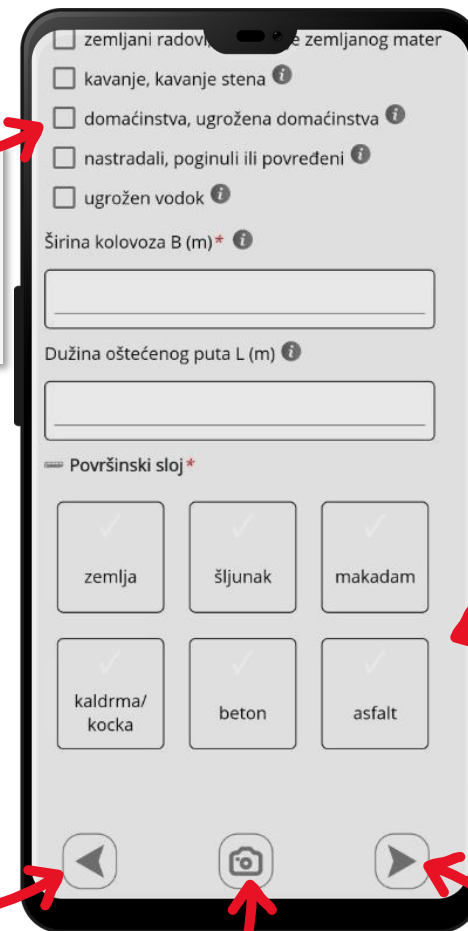 zemljani radovi, e zemljanog mater
kavanje, kavanje stena
domaćinstva, ugrožena domaćinstva
nastradali, poginuli ili povređeni
ugrožen vodok
Širina kolovoza B (m)*
Dužina oštećenog puta L (m)
Površinski sloj*
zemlja šljunak makadam
kaldrma/
kocka beton asfalt